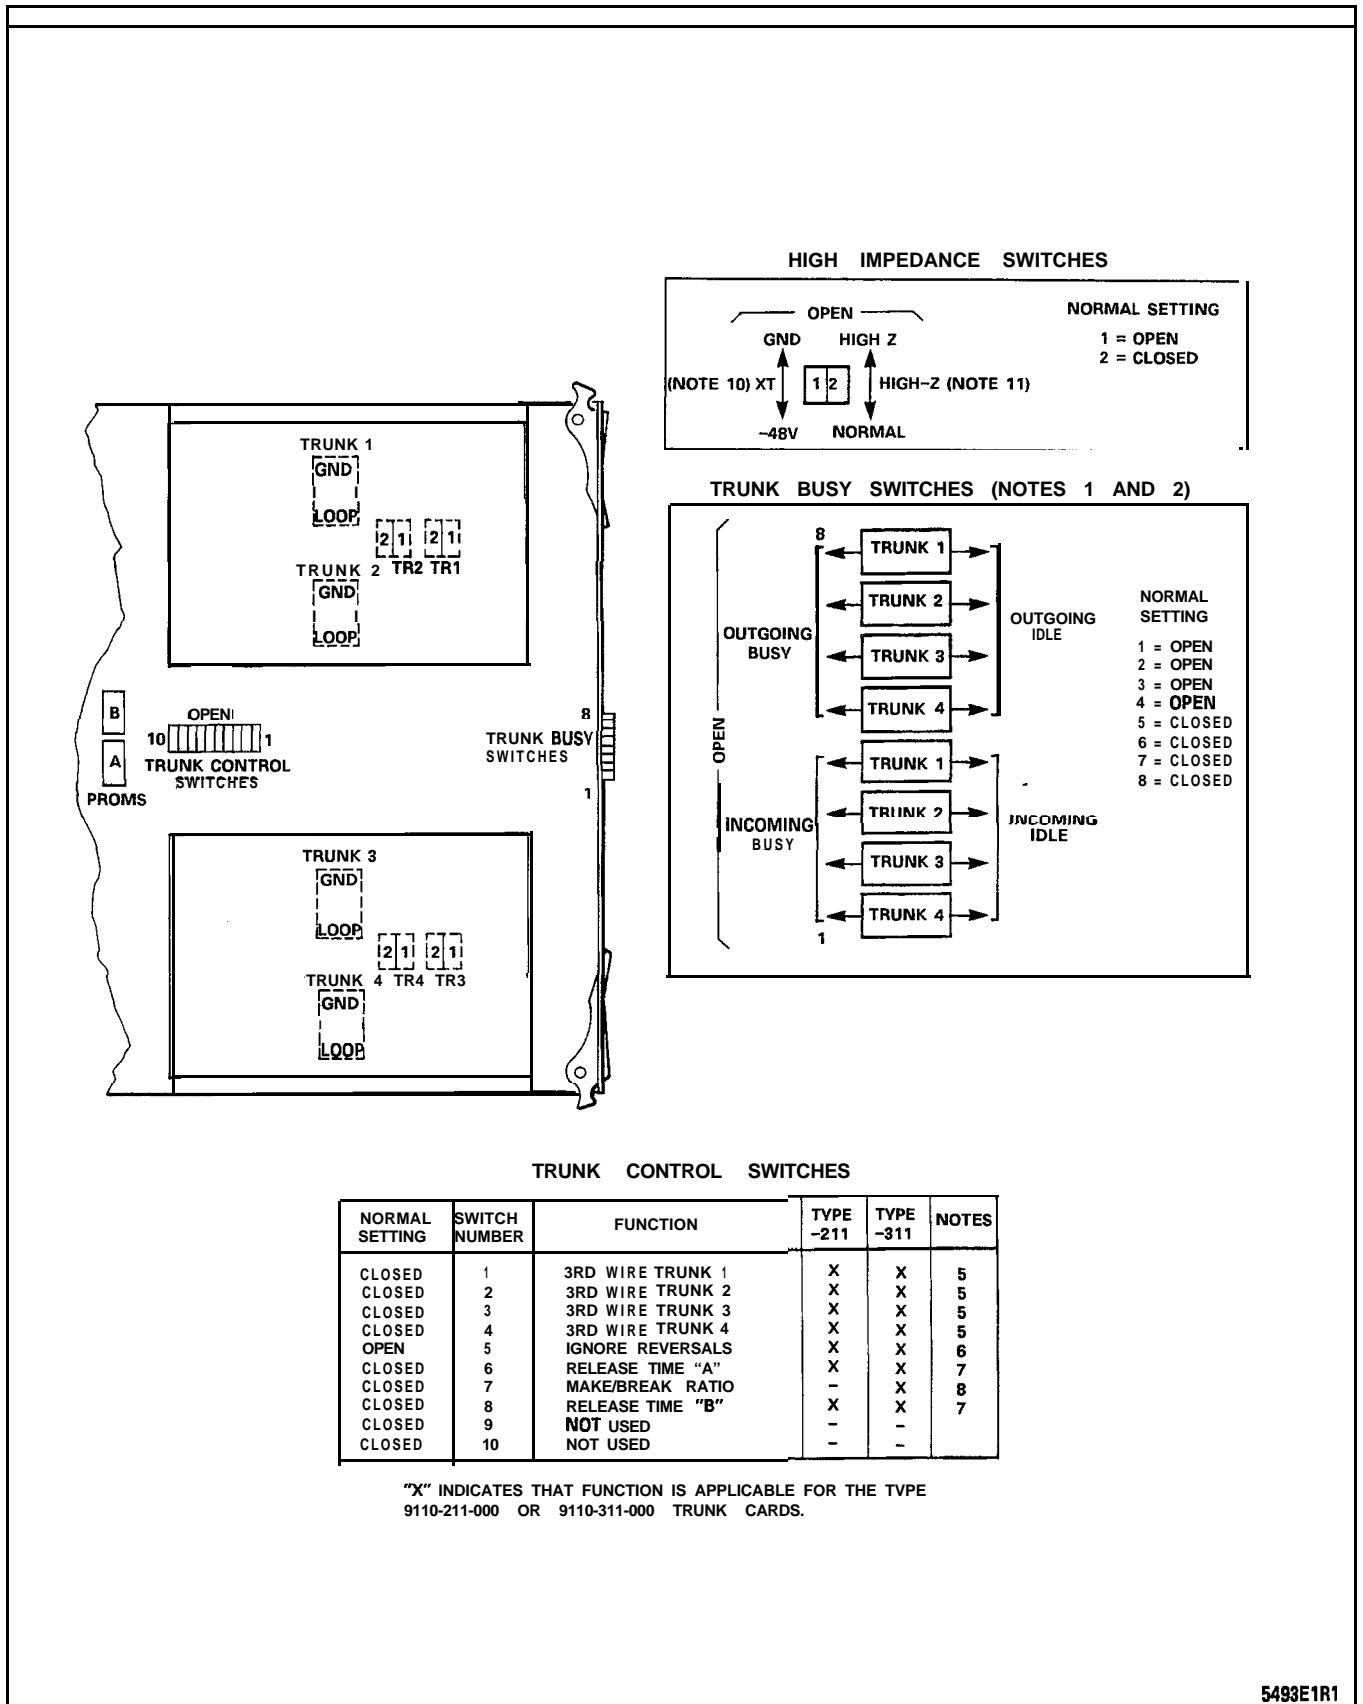 HIGH IMPEDANCE SWITCHES
OPEN
GND HIGH Z
(NOTE 10) XT 1 2 HIGH-Z (NOTE 11)
-48V NORMAL
NORMAL SETTING
1 = OPEN
2 = CLOSED
TRUNK 1
GND
LOOP
2 1 2 1
TR2 TR1
TRUNK 2
GND
LOOP
B
A
PROMS
OPEN
10 1
TRUNK CONTROL
SWITCHES
8
TRUNK BUSY
SWITCHES
1
TRUNK 3
GND
LOOP
2 1 2 1
TRUNK 4 TR4 TR3
GND
LOOP
TRUNK BUSY SWITCHES (NOTES 1 AND 2)
OPEN
8
TRUNK 1
TRUNK 2
TRUNK 3
TRUNK 4
OUTGOING
BUSY
OUTGOING
IDLE
TRUNK 1
TRUNK 2
TRUNK 3
TRUNK 4
1
INCOMING
BUSY
INCOMING
IDLE
NORMAL
SETTING
1 = OPEN
2 = OPEN
3 = OPEN
4 = OPEN
5 = CLOSED
6 = CLOSED
7 = CLOSED
8 = CLOSED
TRUNK CONTROL SWITCHES
NORMAL SETTING SWITCH NUMBER FUNCTION TYPE -211 TYPE -311 NOTES
CLOSED 1 3RD WIRE TRUNK 1 X X 5
CLOSED 2 3RD WIRE TRUNK 2 X X 5
CLOSED 3 3RD WIRE TRUNK 3 X X 5
CLOSED 4 3RD WIRE TRUNK 4 X X 5
OPEN 5 IGNORE REVERSALS X X 6
CLOSED 6 RELEASE TIME “A” X X 7
CLOSED 7 MAKE/BREAK RATIO – X 8
CLOSED 8 RELEASE TIME "B" X X 7
CLOSED 9 NOT USED – –
CLOSED 10 NOT USED – –
"X" INDICATES THAT FUNCTION IS APPLICABLE FOR THE TVPE
9110-211-000 OR 9110-311-000 TRUNK CARDS.
5493E1R1